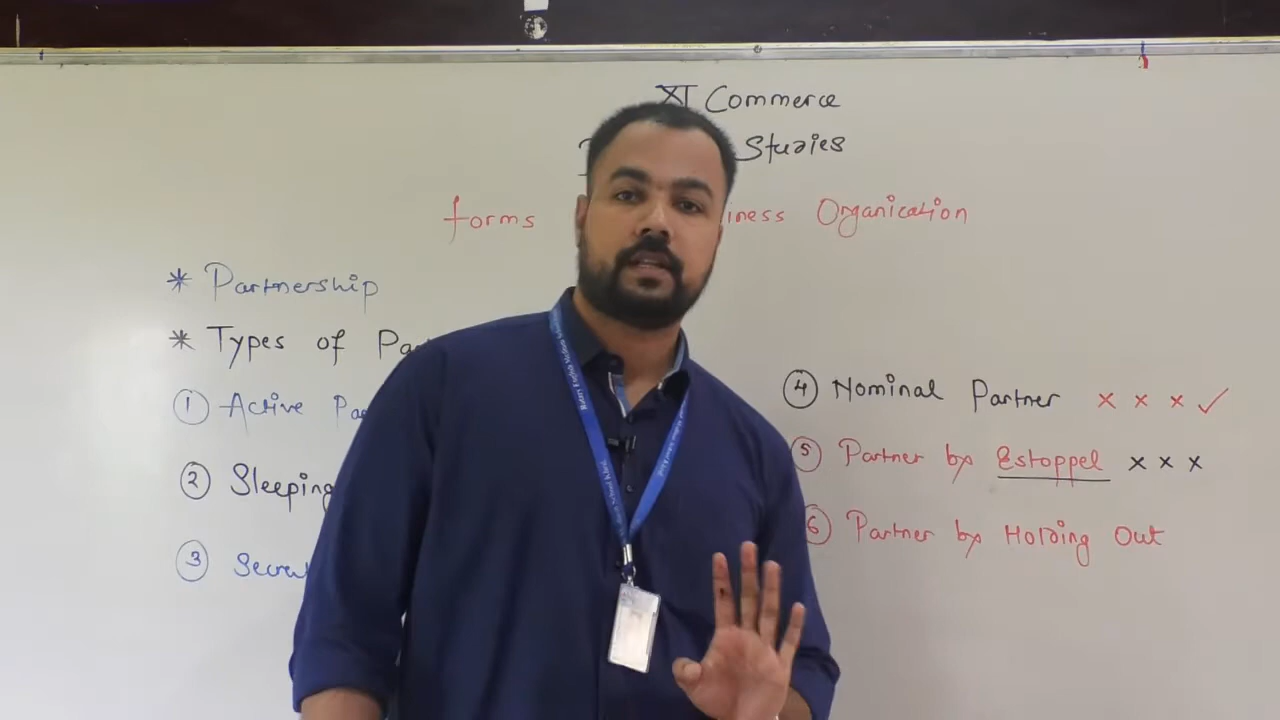 XI Commerce
Studies
forms iness Organication
* Partnership
* Types of Pa
① Active Pa
② Sleeping
③ Secre
④ Nominal Partner × × × ✓
⑤ Partner by Estoppel × × ×
⑥ Partner by Holding Out